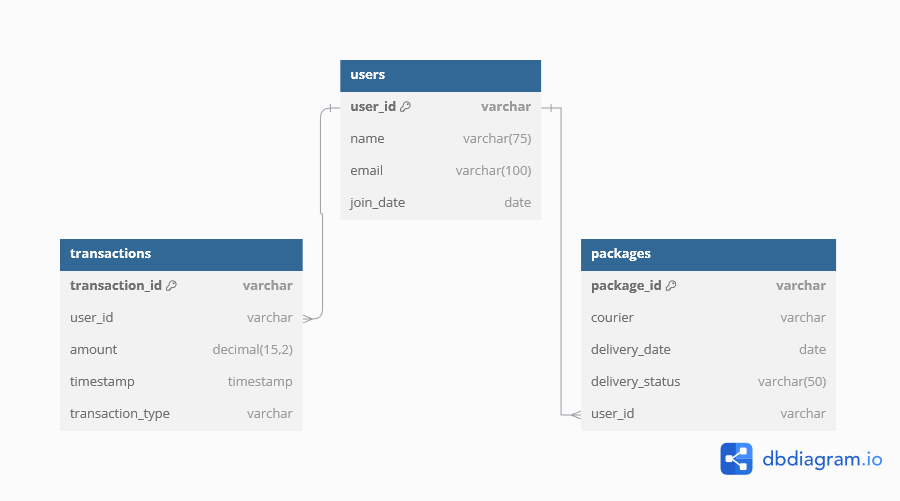 users
user_id varchar
name varchar(75)
email varchar(100)
join_date date
transactions
transaction_id varchar
user_id varchar
amount decimal(15,2)
timestamp timestamp
transaction_type varchar
packages
package_id varchar
courier varchar
delivery_date date
delivery_status varchar(50)
user_id varchar
dbdiagram.io